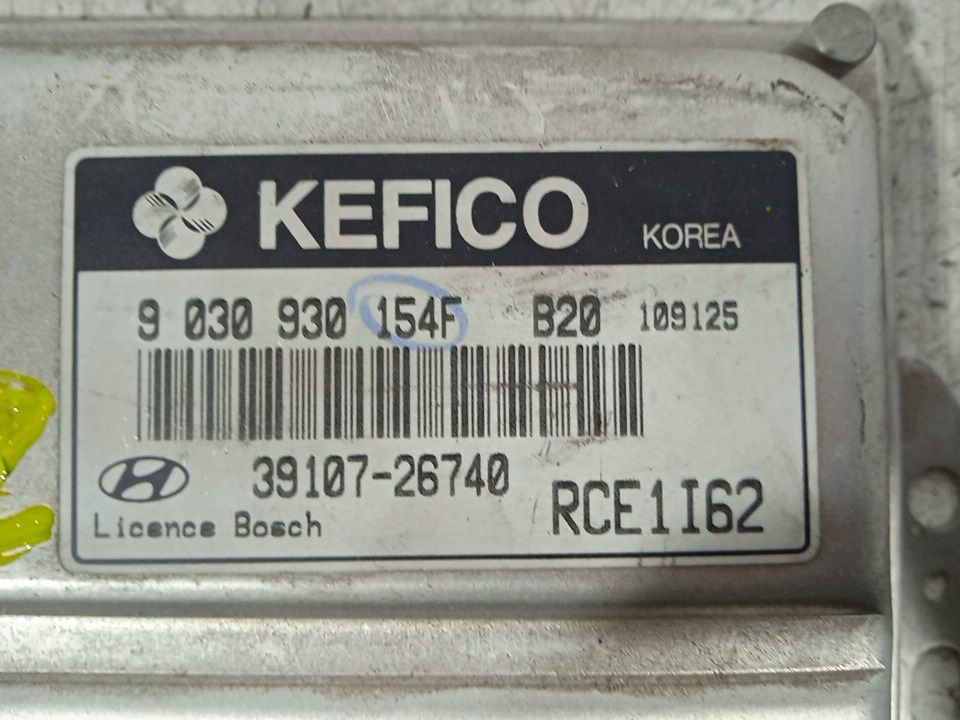 KEFICO KOREA
9 030 930 154F B20 109125
39107-26740
RCE1I62
Licence Bosch